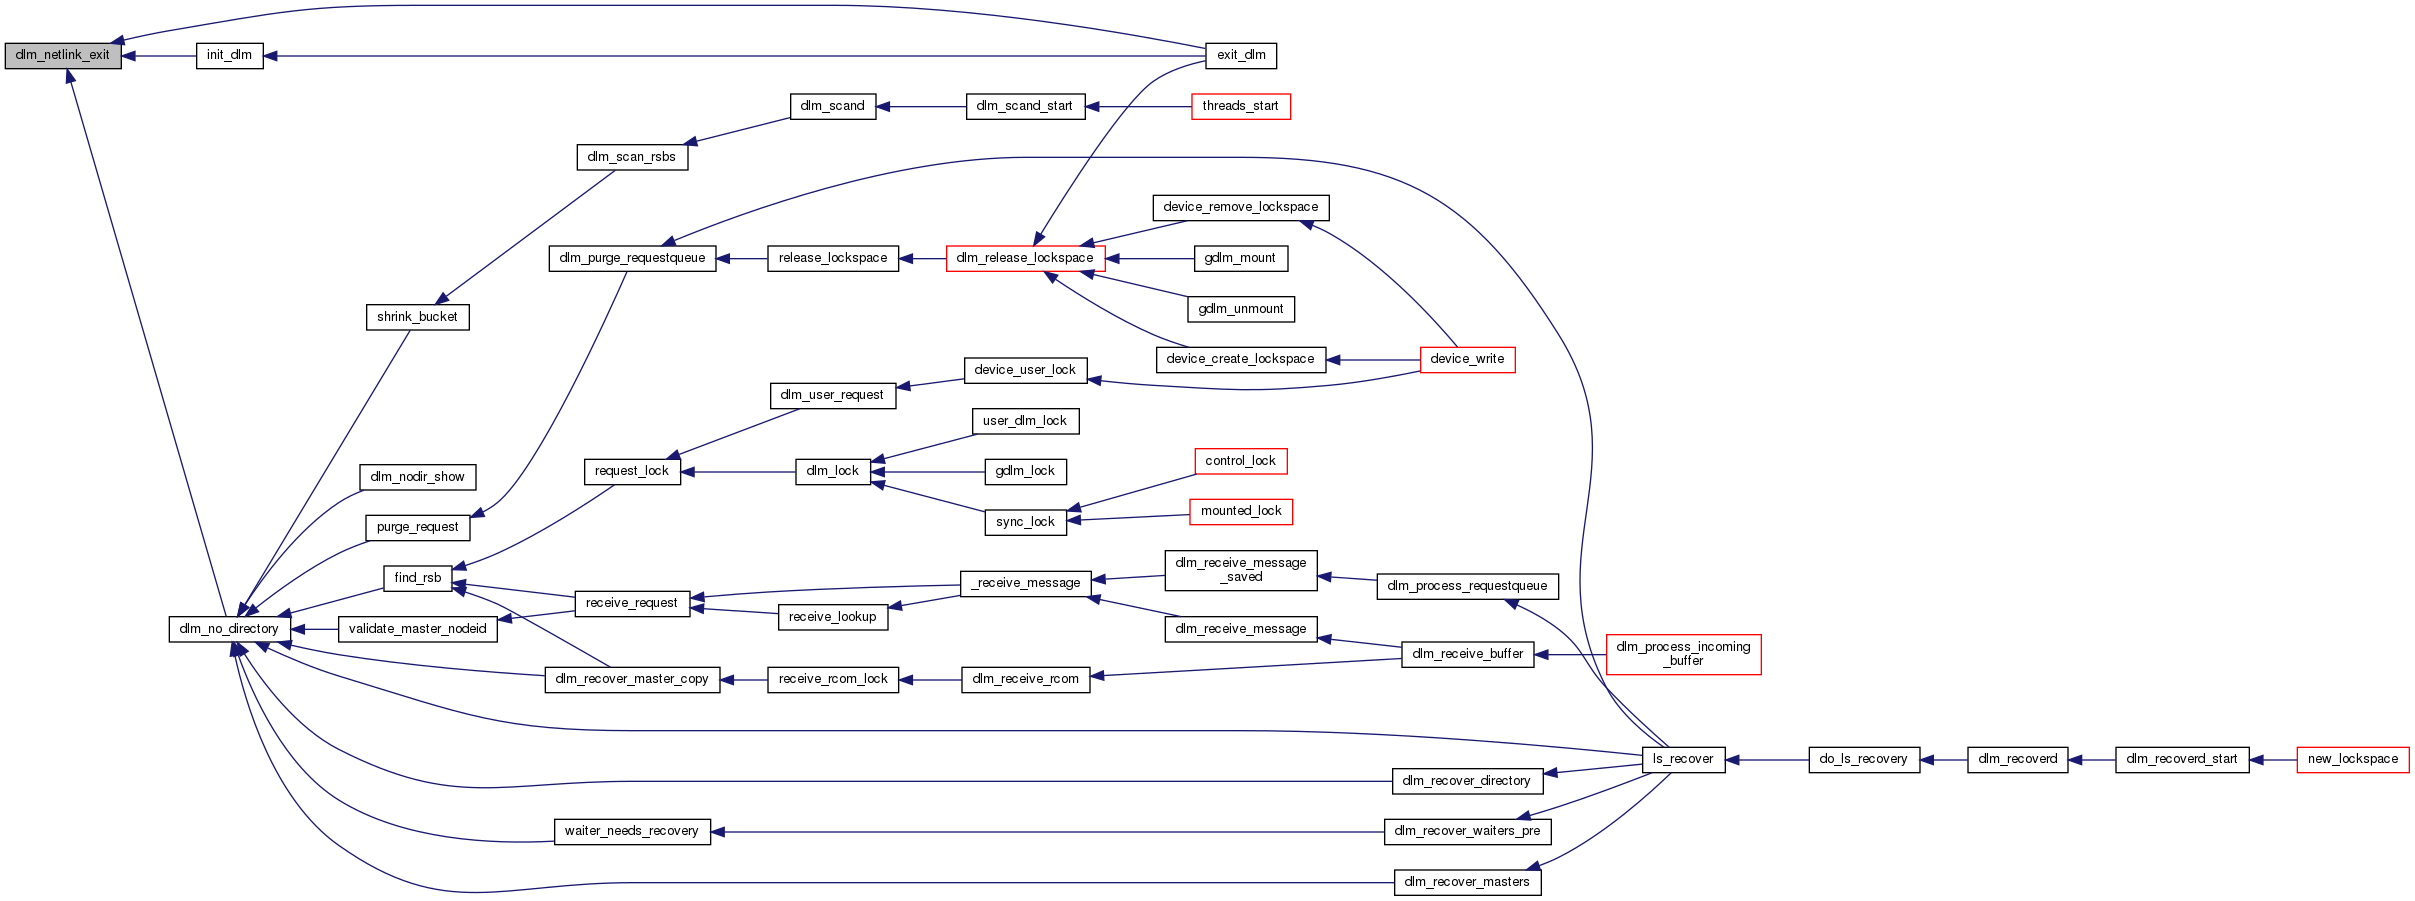 dlm_netlink_exit
init_dlm
exit_dlm
dlm_scand
dlm_scand_start
threads_start
dlm_scan_rsbs
device_remove_lockspace
dlm_purge_requestqueue
release_lockspace
dlm_release_lockspace
gdlm_mount
gdlm_unmount
shrink_bucket
device_create_lockspace
device_write
device_user_lock
dlm_user_request
user_dlm_lock
control_lock
request_lock
dlm_lock
gdlm_lock
dlm_nodir_show
mounted_lock
sync_lock
purge_request
dlm_receive_message
_saved
find_rsb
_receive_message
dlm_process_requestqueue
receive_request
receive_lookup
dlm_no_directory
validate_master_nodeid
dlm_receive_message
dlm_receive_buffer
dlm_process_incoming
_buffer
dlm_recover_master_copy
receive_rcom_lock
dlm_receive_rcom
ls_recover
do_ls_recovery
dlm_recoverd
dlm_recoverd_start
new_lockspace
dlm_recover_directory
waiter_needs_recovery
dlm_recover_waiters_pre
dlm_recover_masters